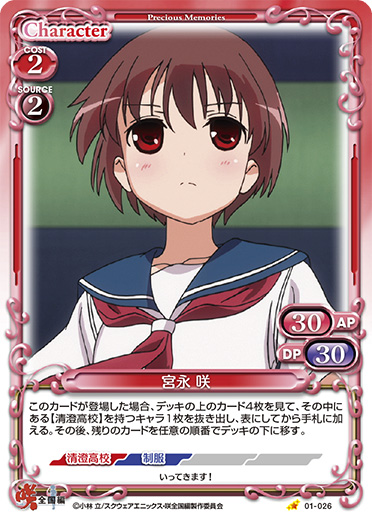 Precious Memories
Character
COST
2
SOURCE
2
30 AP
DP 30
宮永 咲
このカードが登場した場合、デッキの上のカード4枚を見て、その中に
ある【清澄高校】を持つキャラ1枚を抜き出し、表にしてから手札に加
える。その後、残りのカードを任意の順番でデッキの下に移す。
清澄高校 制服
いってきます!
咲 全国編
©小林 立/スクウェアエニックス・咲全国編製作委員会
01-026